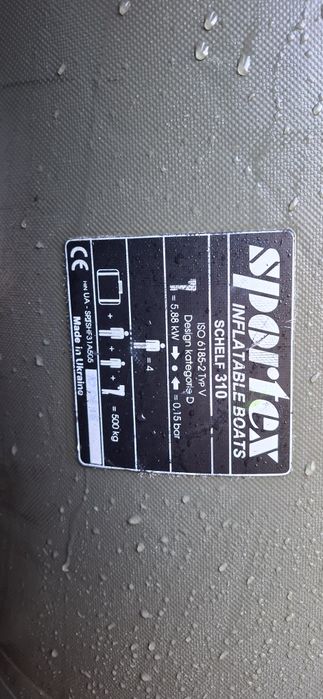 sportex
INFLATABLE BOATS
SCHELF 310
ISO 6185-2 Typ V
Design kategorie D
= 5,88 kW = 0,15 bar
= 4
+ + + = 500 kg
CE HIN UA -
Made in Ukraine